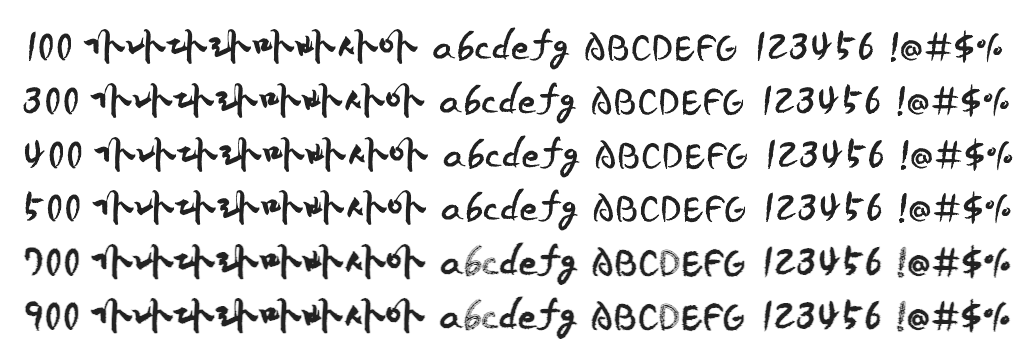 100 가나다라마바사아 abcdefg ABCDEFG 123456 !@#$%
300 가나다라마바사아 abcdefg ABCDEFG 123456 !@#$%
400 가나다라마바사아 abcdefg ABCDEFG 123456 !@#$%
500 가나다라마바사아 abcdefg ABCDEFG 123456 !@#$%
700 가나다라마바사아 abcdefg ABCDEFG 123456 !@#$%
900 가나다라마바사아 abcdefg ABCDEFG 123456 !@#$%